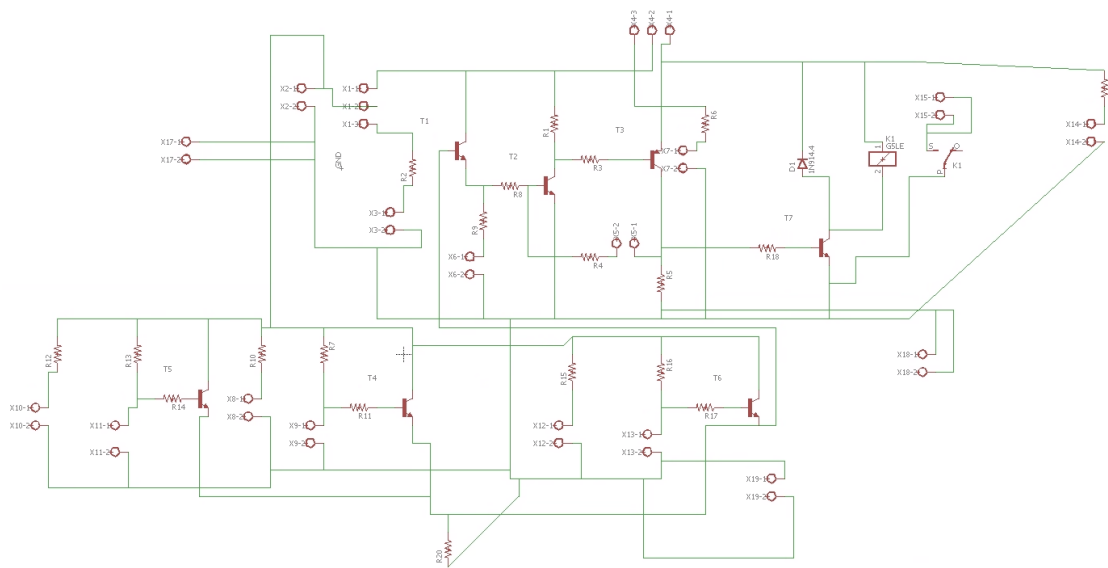 X4-3
X4-2
X4-1
X2-1
X1-1
X2-2
X1-2
X1-3
X15-1
X15-2
T1
R1
T3
R6
X14-1
X17-1
X17-2
GND
R2
T2
R3
X7-1
X7-2
D1
1N914.4
K1
G5LE
1
2
S
O
P
K1
X14-2
R8
X3-1
X3-2
R9
X5-2
X5-1
T7
X6-1
X6-2
R4
R5
R18
R12
R13
T5
R10
R7
T4
R15
R16
T6
X18-1
X18-2
X10-1
X10-2
R14
X8-1
X8-2
R11
R17
X11-1
X9-1
X12-1
X13-1
X11-2
X9-2
X12-2
X13-2
X19-1
X19-2
R20